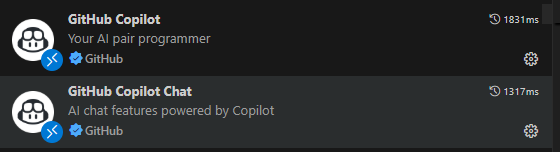 GitHub Copilot
1831ms
Your AI pair programmer
GitHub
GitHub Copilot Chat
1317ms
AI chat features powered by Copilot
GitHub